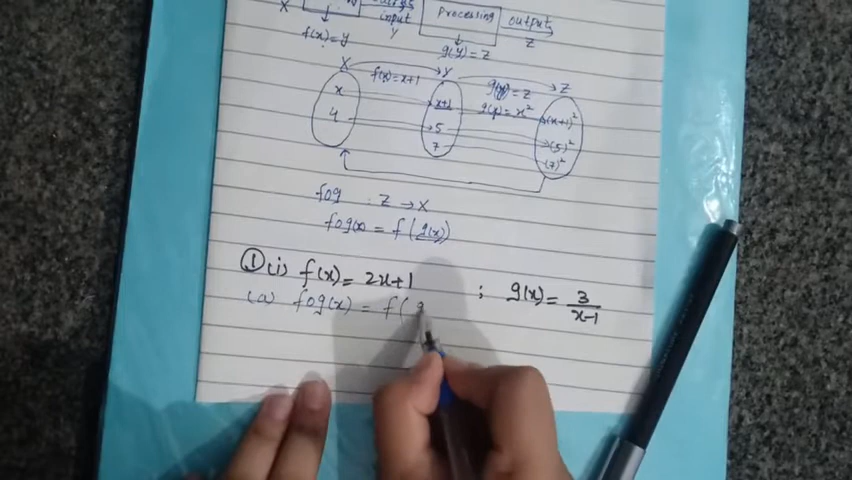 X
input
Y
Processing
output
Z
f(x)=y
g(y)=Z
X f(x)=x+1 Y g(y)=Z Z
x x+1 g(x)=x² (x+1)²
4 5 (5)²
7 (7)²
fog Z→X
fog(x) = f(g(x))
① (i) f(x)= 2x+1 ; g(x)= 3/x-1
(a) fog(x) = f( g